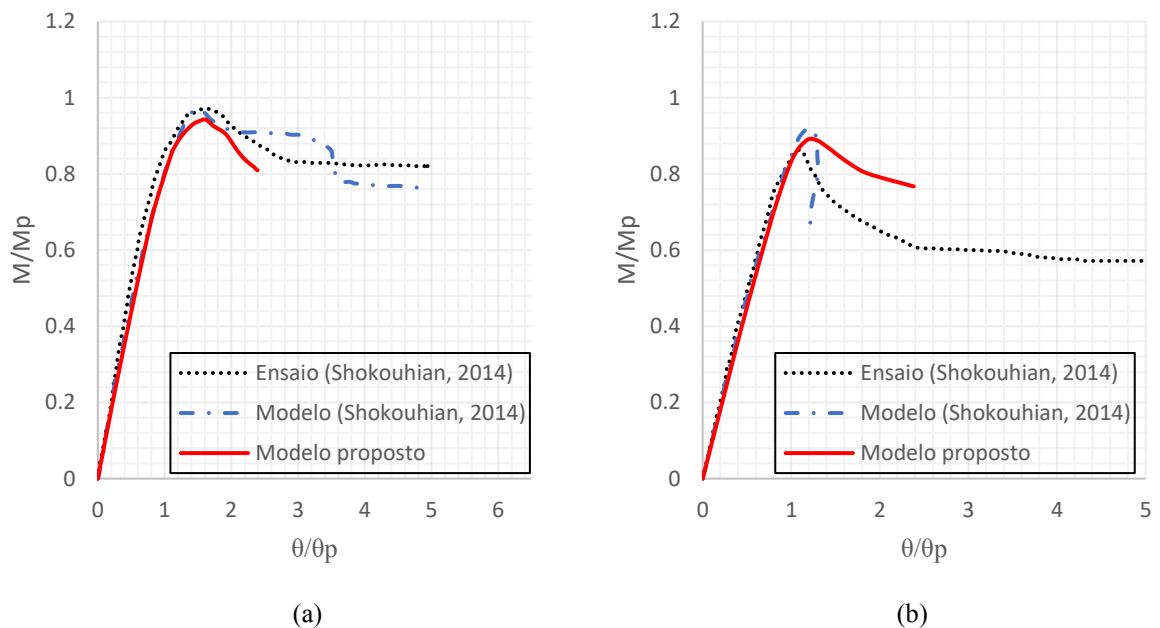 1.2
1
0.8
0.6
0.4
0.2
0
M/Mp
0 1 2 3 4 5 6
θ/θp
Ensaio (Shokouhian, 2014)
Modelo (Shokouhian, 2014)
Modelo proposto
(a)
1.2
1
0.8
0.6
0.4
0.2
0
M/Mp
0 1 2 3 4 5
θ/θp
Ensaio (Shokouhian, 2014)
Modelo (Shokouhian, 2014)
Modelo proposto
(b)